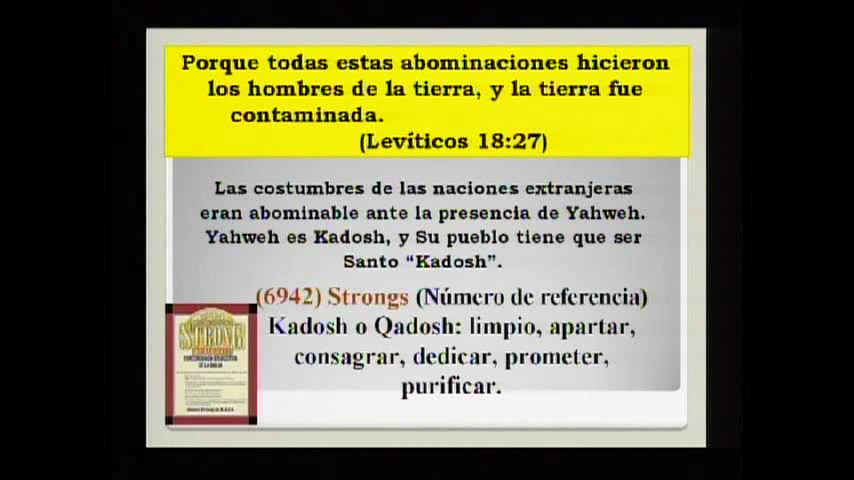 Porque todas estas abominaciones hicieron
los hombres de la tierra, y la tierra fue
contaminada.
(Levíticos 18:27)
Las costumbres de las naciones extranjeras
eran abominable ante la presencia de Yahweh.
Yahweh es Kadosh, y Su pueblo tiene que ser
Santo “Kadosh”.
(6942) Strongs (Número de referencia)
Kadosh o Qadosh: limpio, apartar,
consagrar, dedicar, prometer,
purificar.
STRONG